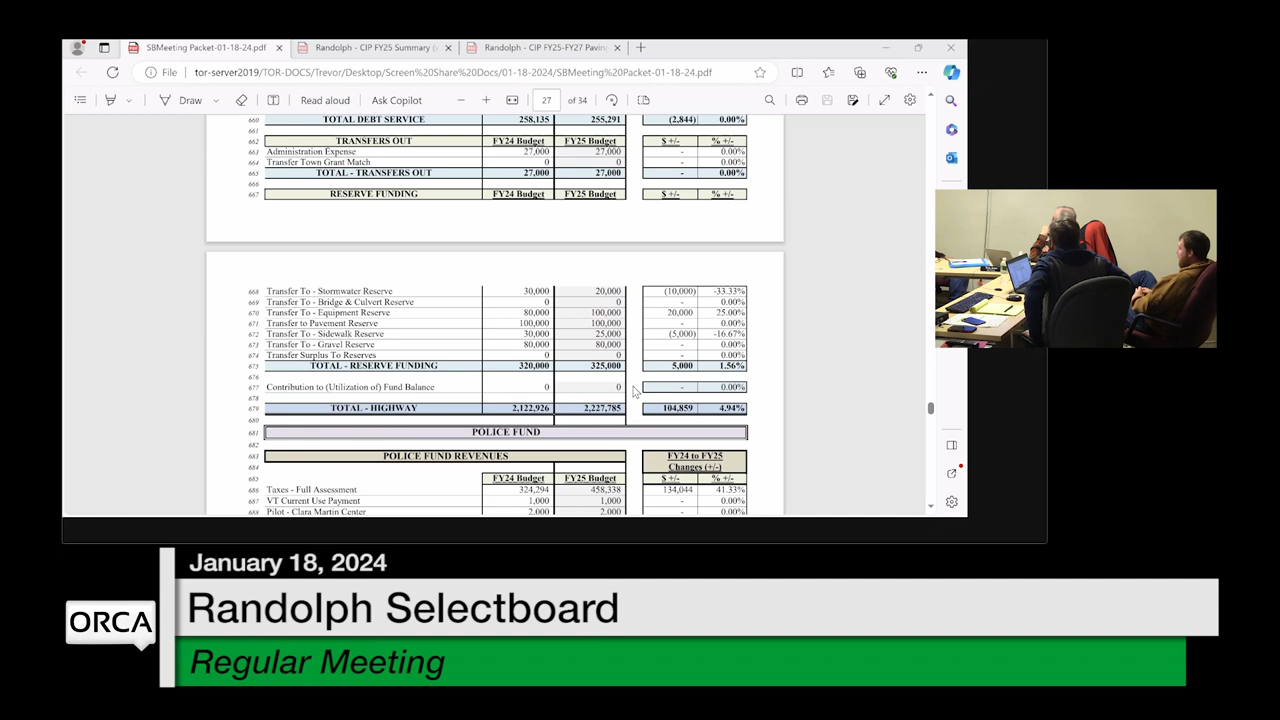 SBMeeting Packet-01-18-24.pdf
Randolph - CIP FY25 Summary (
Randolph - CIP FY25-FY27 Pavin
File
tor-server2019/TOR-DOCS/Trevor/Desktop/Screen%20Share%20Docs/01-18-2024/SBMeeting%20Packet-01-18-24.pdf
Draw Read aloud Ask Copilot 27 of 34
660 TOTAL DEBT SERVICE 258,135 255,291 (2,844) 0.00%
661
662 TRANSFERS OUT FY24 Budget FY25 Budget $ +/- % +/-
663 Administration Expense 27,000 27,000 - 0.00%
664 Transfer Town Grant Match 0 0 - 0.00%
665 TOTAL - TRANSFERS OUT 27,000 27,000 - 0.00%
666
667 RESERVE FUNDING FY24 Budget FY25 Budget $ +/- % +/-
668 Transfer To - Stormwater Reserve 30,000 20,000 (10,000) -33.33%
669 Transfer To - Bridge & Culvert Reserve 0 0 - 0.00%
670 Transfer To - Equipment Reserve 80,000 100,000 20,000 25.00%
671 Transfer to Pavement Reserve 100,000 100,000 - 0.00%
672 Transfer To - Sidewalk Reserve 30,000 25,000 (5,000) -16.67%
673 Transfer To - Gravel Reserve 80,000 80,000 - 0.00%
674 Transfer Surplus To Reserves 0 0 - 0.00%
675 TOTAL - RESERVE FUNDING 320,000 325,000 5,000 1.56%
676
677 Contribution to (Utilization of) Fund Balance 0 0 - 0.00%
678
679 TOTAL - HIGHWAY 2,122,926 2,227,785 104,859 4.94%
680
681 POLICE FUND
682
683 POLICE FUND REVENUES FY24 to FY25
684 Changes (+/-)
685 FY24 Budget FY25 Budget $ +/- % +/-
686 Taxes - Full Assessment 324,294 458,338 134,044 41.33%
687 VT Current Use Payment 1,000 1,000 - 0.00%
688 Pilot - Clara Martin Center 2,000 2,000 - 0.00%
January 18, 2024
ORCA
Randolph Selectboard
Regular Meeting